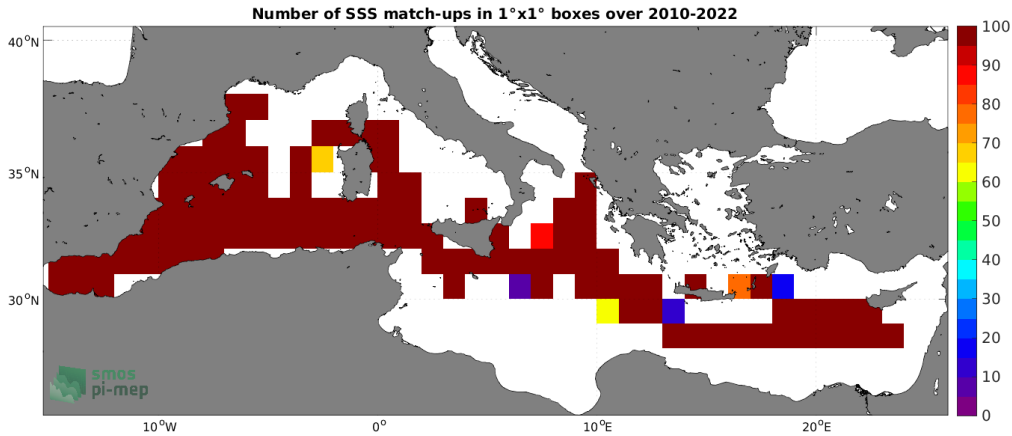 Number of SSS match-ups in 1°x1° boxes over 2010-2022
40°N
35°N
30°N
10°W
0°
10°E
20°E
100
90
80
70
60
50
40
30
20
10
0
smos
pi-mep